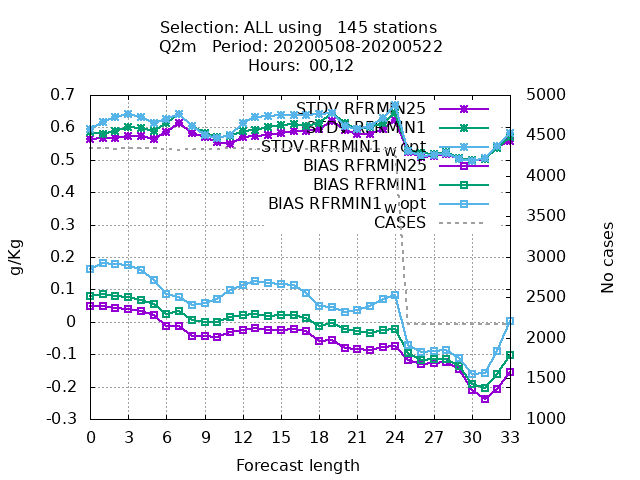 Selection: ALL using   145 stations
Q2m   Period: 20200508-20200522
Hours: 00,12
0.7
0.6
0.5
0.4
0.3
0.2
0.1
0
-0.1
-0.2
-0.3
g/Kg
STDV RFRMIN25
STDV RFRMIN1
STDV RFRMIN1wopt
BIAS RFRMIN25
BIAS RFRMIN1
BIAS RFRMIN1wopt
CASES
5000
4500
4000
3500
3000
2500
2000
1500
1000
No cases
0 3 6 9 12 15 18 21 24 27 30 33
Forecast length